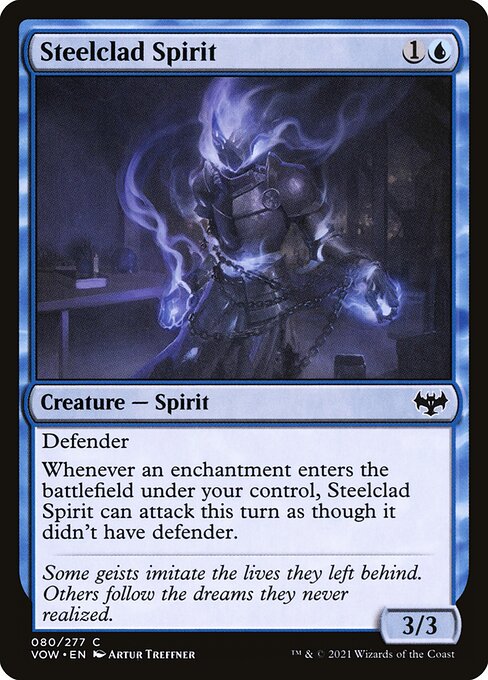 Steelclad Spirit 1
Creature — Spirit
Defender
Whenever an enchantment enters the
battlefield under your control, Steelclad
Spirit can attack this turn as though it
didn't have defender.
Some geists imitate the lives they left behind.
Others follow the dreams they never
realized.
3/3
080/277 C
VOW • EN ARTUR TREFFNER
™ & © 2021 Wizards of the Coast